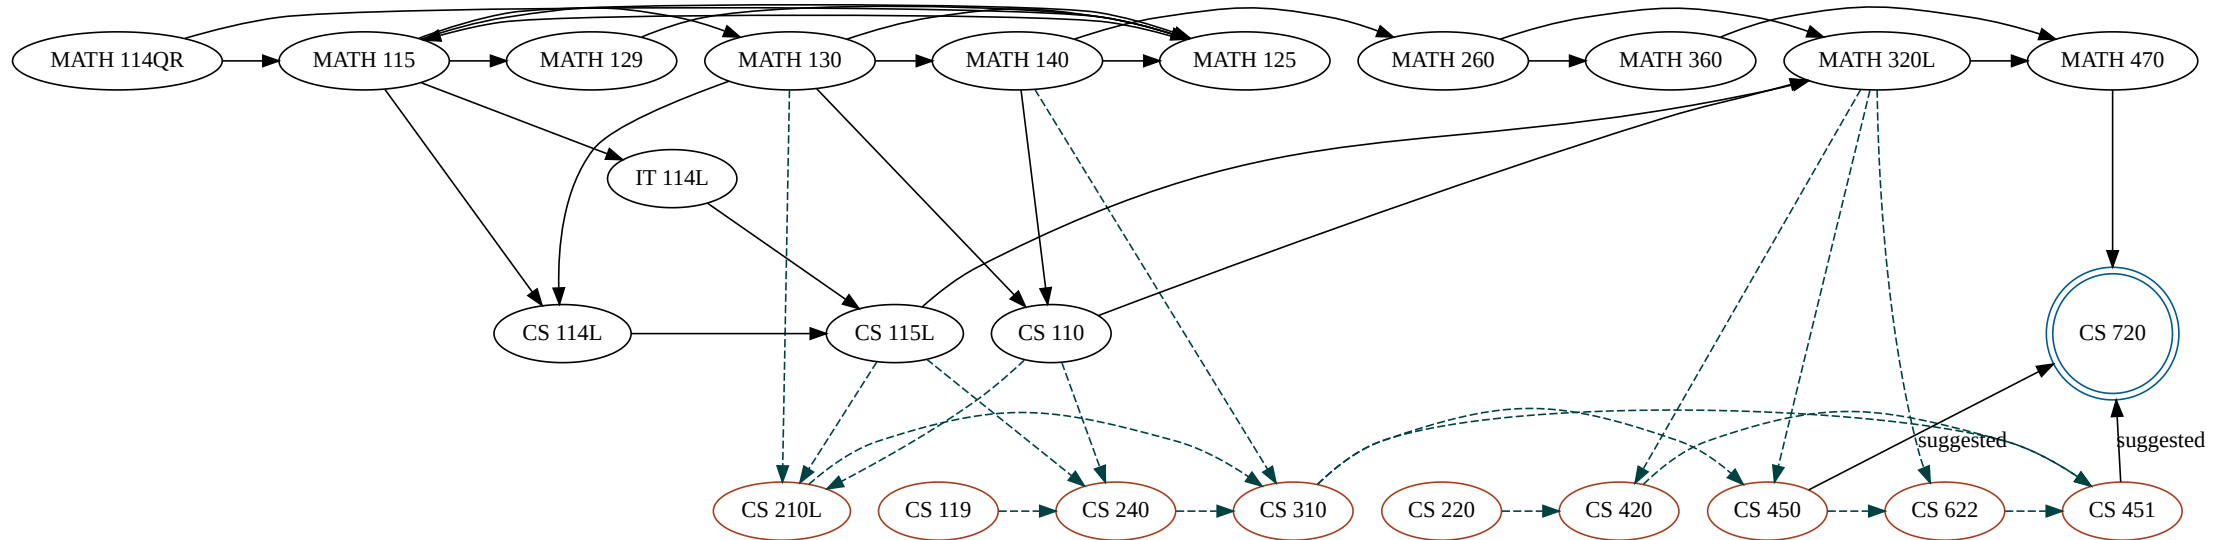 MATH 114QR
MATH 115
MATH 129
MATH 130
MATH 140
MATH 125
MATH 260
MATH 360
MATH 320L
MATH 470
IT 114L
CS 114L
CS 115L
CS 110
CS 720
suggested
suggested
CS 210L
CS 119
CS 240
CS 310
CS 220
CS 420
CS 450
CS 622
CS 451